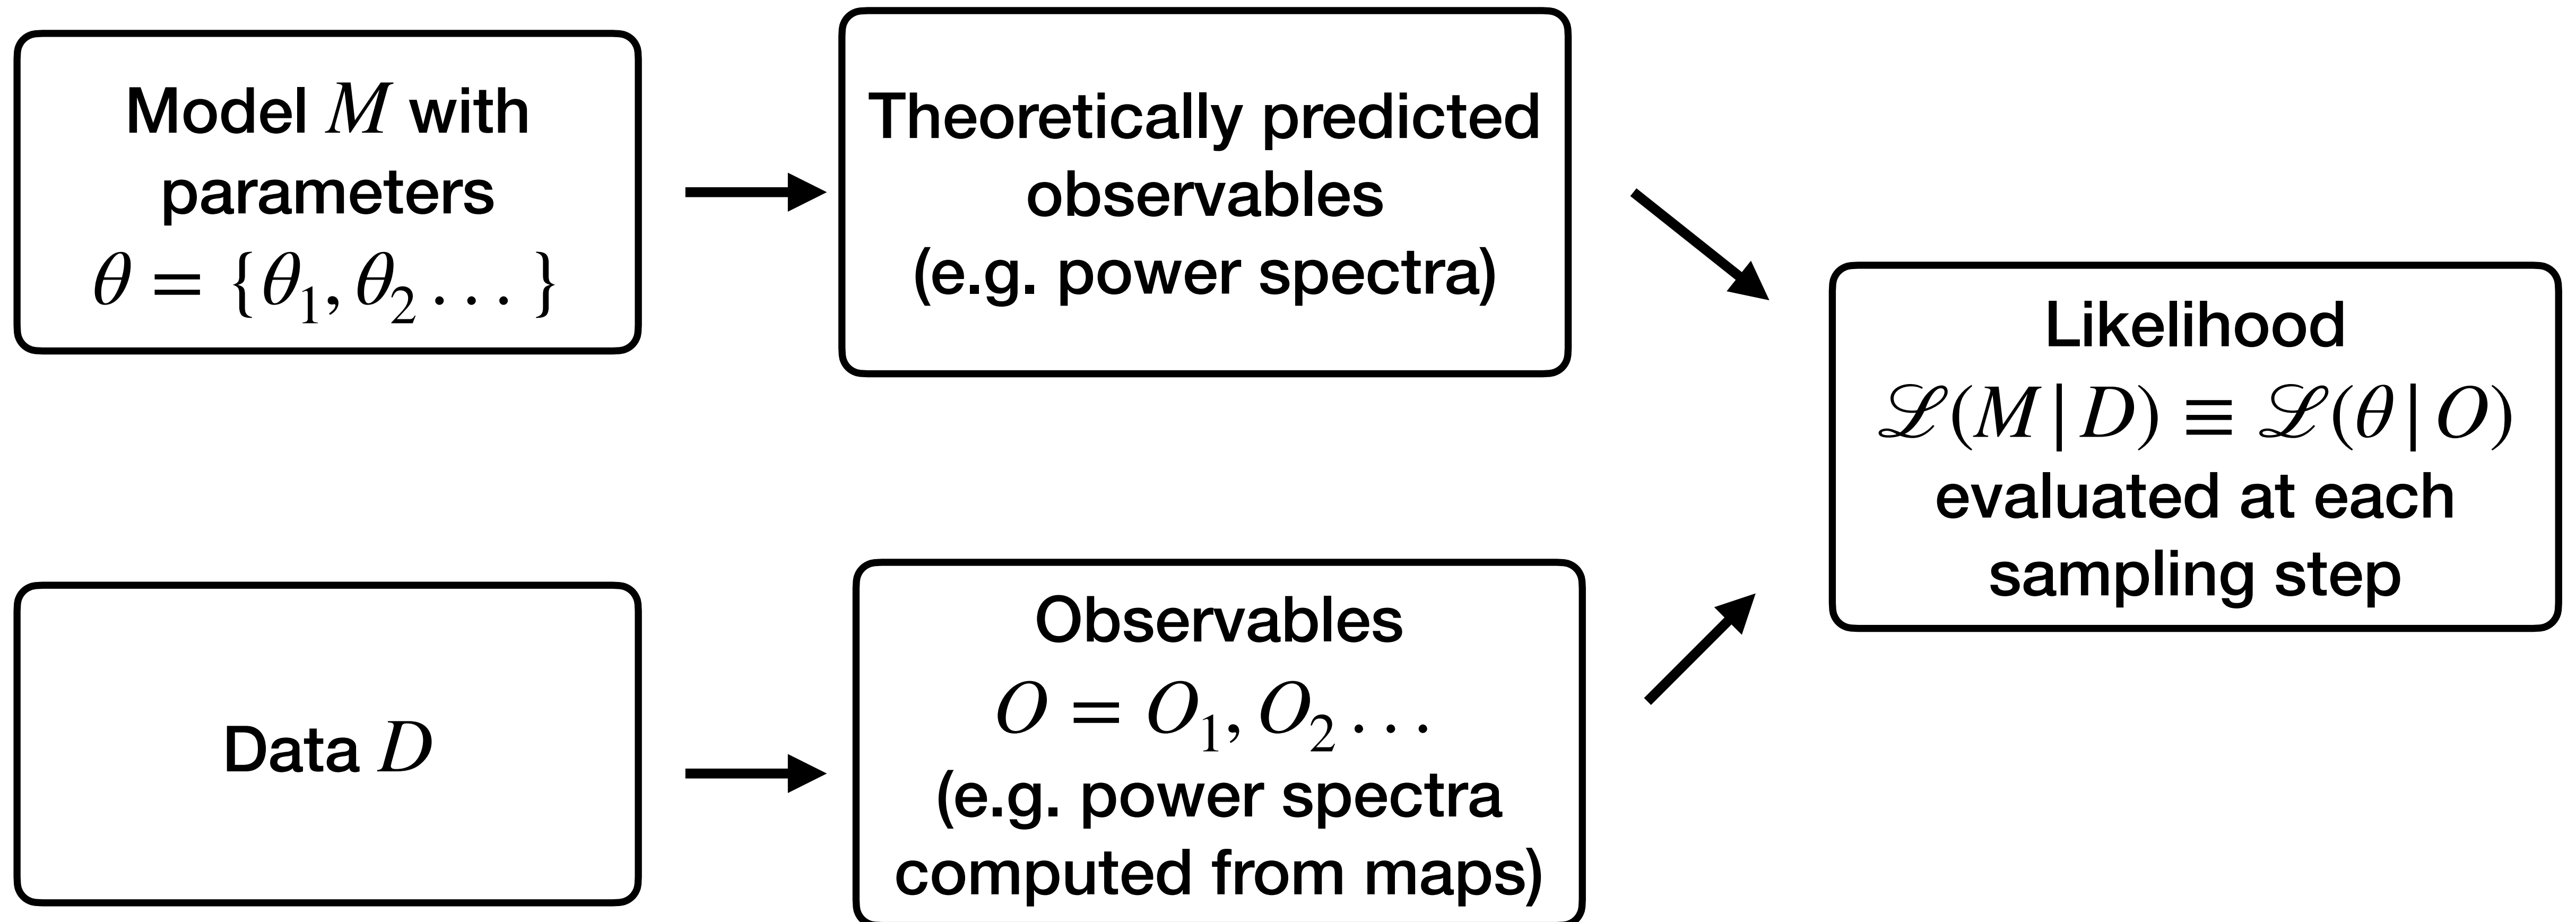 Model M with
parameters
θ = {θ₁, θ₂ . . . }
Theoretically predicted
observables
(e.g. power spectra)
Data D
Observables
O = O₁, O₂ . . .
(e.g. power spectra
computed from maps)
Likelihood
ℒ(M | D) ≡ ℒ(θ | O)
evaluated at each
sampling step